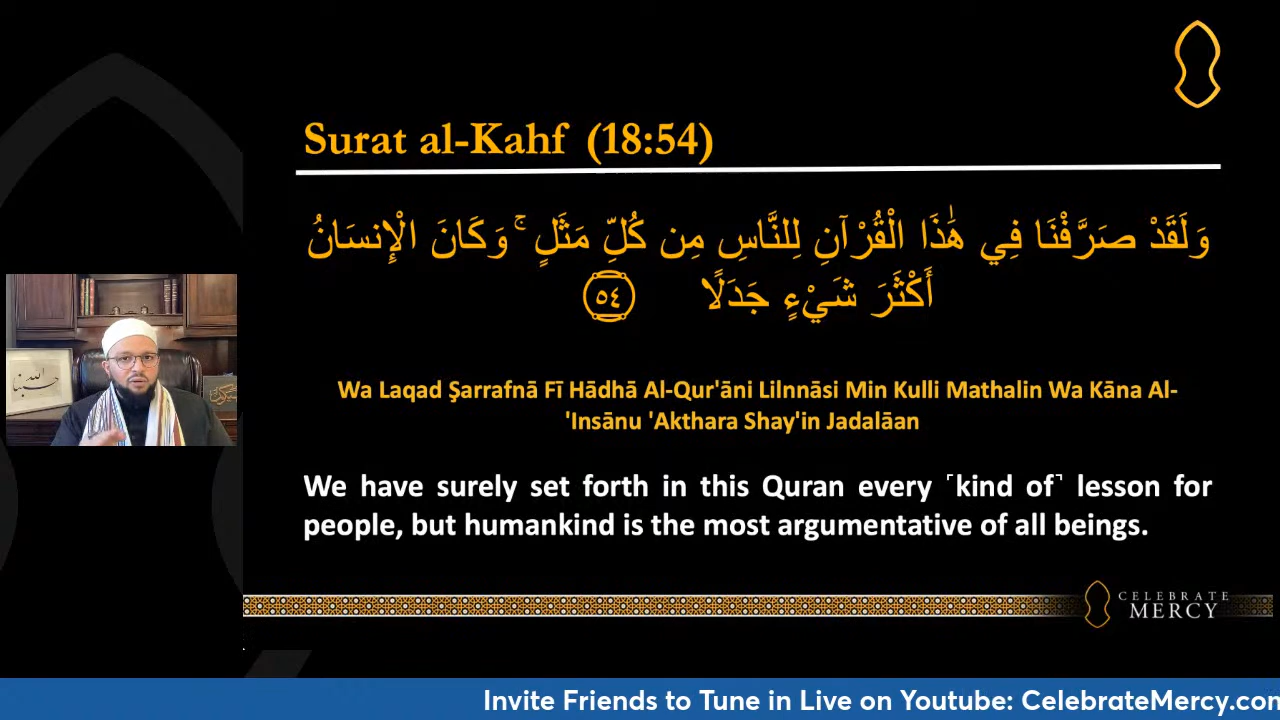 Surat al-Kahf (18:54)
وَلَقَدْ صَرَّفْنَا فِي هَٰذَا الْقُرْآنِ لِلنَّاسِ مِن كُلِّ مَثَلٍ ۚ وَكَانَ الْإِنسَانُ
أَكْثَرَ شَيْءٍ جَدَلًا ٥٤
Wa Laqad Şarrafnā Fī Hādhā Al-Qur'āni Lilnnāsi Min Kulli Mathalin Wa Kāna Al-
'Insānu 'Akthara Shay'in Jadalāan
We have surely set forth in this Quran every ˹kind of˺ lesson for
people, but humankind is the most argumentative of all beings.
CELEBRATE
MERCY
Invite Friends to Tune in Live on Youtube: CelebrateMercy.com